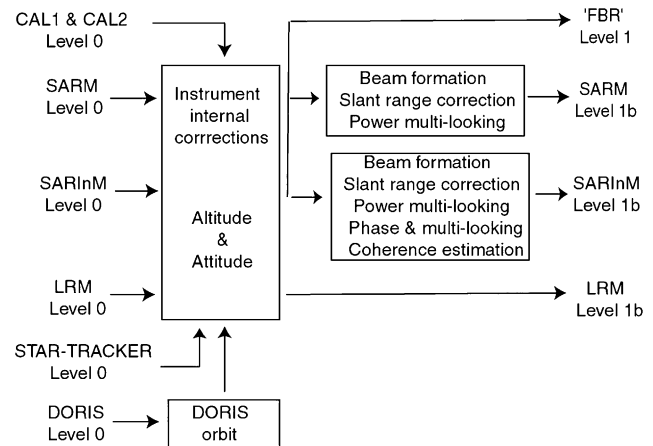 CAL1 & CAL2
Level 0
SARM
Level 0
SARInM
Level 0
LRM
Level 0
STAR-TRACKER
Level 0
DORIS
Level 0
Instrument
internal
corrrections
Altitude
&
Attitude
DORIS
orbit
Beam formation
Slant range correction
Power multi-looking
Beam formation
Slant range correction
Power multi-looking
Phase & multi-looking
Coherence estimation
'FBR'
Level 1
SARM
Level 1b
SARInM
Level 1b
LRM
Level 1b